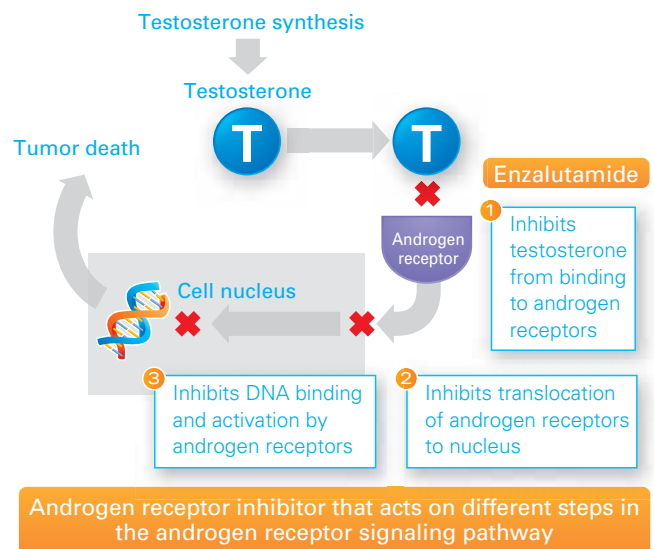 Testosterone synthesis
Testosterone
T
T
Tumor death
Enzalutamide
1
Inhibits
testosterone
from binding
to androgen
receptors
Androgen
receptor
Cell nucleus
3
Inhibits DNA binding
and activation by
androgen receptors
2
Inhibits translocation
of androgen receptors
to nucleus
Androgen receptor inhibitor that acts on different steps in
the androgen receptor signaling pathway